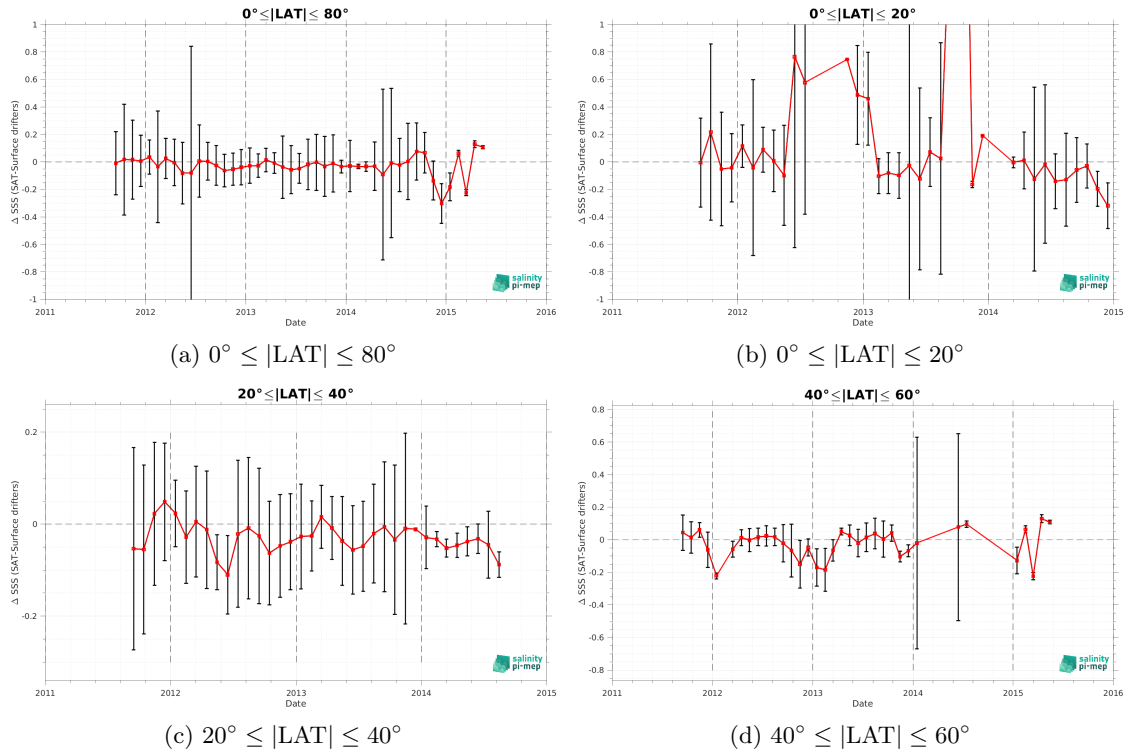 0°≤|LAT|≤ 80°
1
0.8
0.6
0.4
0.2
0
-0.2
-0.4
-0.6
-0.8
-1
Δ SSS (SAT-Surface drifters)
2011 2012 2013 2014 2015 2016
Date
salinity
pi-mep
(a) 0° ≤ |LAT| ≤ 80°
0°≤|LAT|≤ 20°
1
0.8
0.6
0.4
0.2
0
-0.2
-0.4
-0.6
-0.8
-1
Δ SSS (SAT-Surface drifters)
2011 2012 2013 2014 2015
Date
salinity
pi-mep
(b) 0° ≤ |LAT| ≤ 20°
20°≤|LAT|≤ 40°
0.2
0
-0.2
Δ SSS (SAT-Surface drifters)
2011 2012 2013 2014 2015
Date
salinity
pi-mep
(c) 20° ≤ |LAT| ≤ 40°
40°≤|LAT|≤ 60°
0.8
0.6
0.4
0.2
0
-0.2
-0.4
-0.6
-0.8
Δ SSS (SAT-Surface drifters)
2011 2012 2013 2014 2015 2016
Date
salinity
pi-mep
(d) 40° ≤ |LAT| ≤ 60°